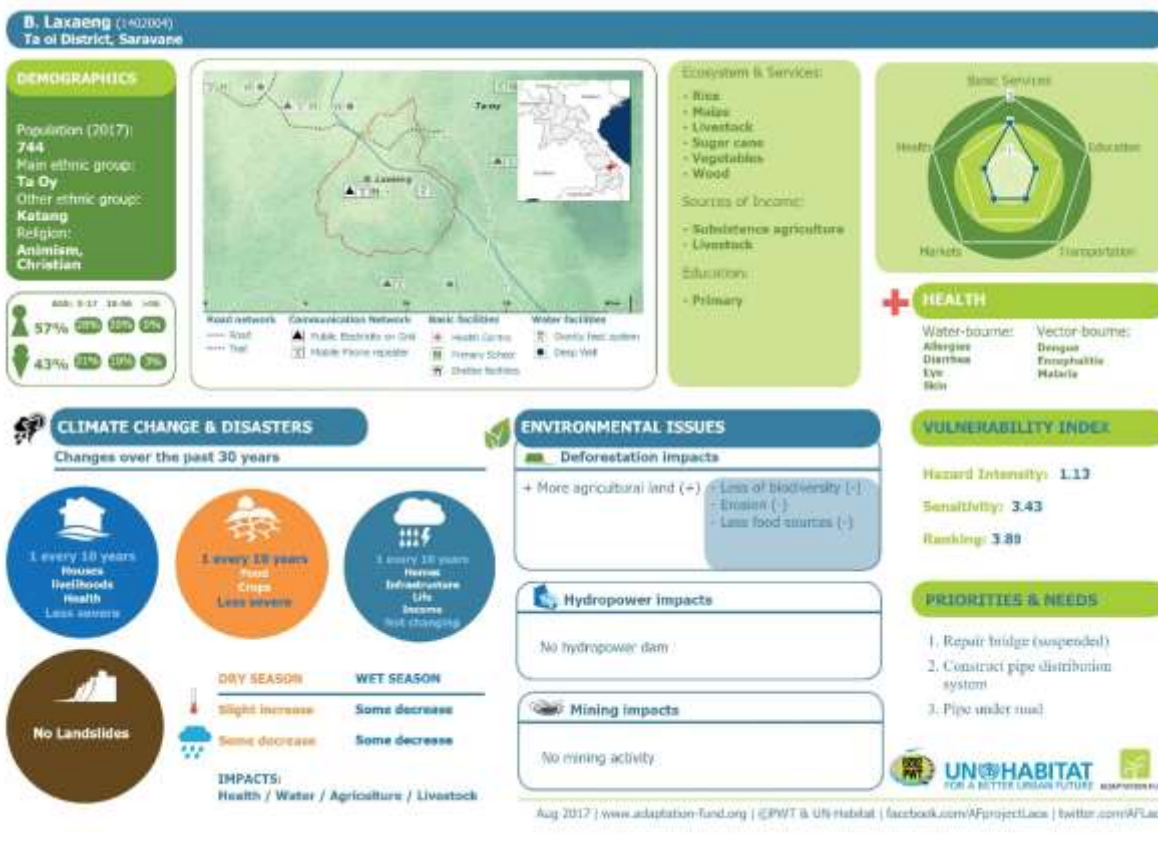 B. Laxaeng (1402004)
Ta oi District, Saravane
DEMOGRAPHICS
Population (2017):
744
Main ethnic group:
Ta Oy
Other ethnic group:
Katang
Religion:
Animism,
Christian
57%
43%
Ta oy
B. Laxaeng
Road network
Road
Trail
Communication Network
Public Electricity on Grid
Mobile Phone repeater
Basic facilities
Health Centre
Primary School
Water facilities
Gravity feed system
Deep Well
Ecosystem & Services:
- Rice
- Maize
- Livestock
- Sugar cane
- Vegetables
- Wood
Sources of Income:
- Subsistence agriculture
- Livestock
Education:
- Primary
Basic Services
Health
Education
Markets
Transportation
HEALTH
Water-bourne:
Allergies
Diarrhea
Eye
Skin
Vector-bourne:
Dengue
Encephalitis
Malaria
CLIMATE CHANGE & DISASTERS
Changes over the past 30 years
1 every 10 years
Houses
livelihoods
Health
Less severe
1 every 10 years
Food
Crops
Less severe
1 every 10 years
Homes
Infrastructure
Life
Income
Not changing
No Landslides
DRY SEASON
WET SEASON
Slight increase
Some decrease
Some decrease
Some decrease
IMPACTS:
Health / Water / Agriculture / Livestock
ENVIRONMENTAL ISSUES
Deforestation impacts
+ More agricultural land (+)
- Loss of biodiversity (-)
- Erosion (-)
- Less food sources (-)
Hydropower impacts
No hydropower dam
Mining impacts
No mining activity
VULNERABILITY INDEX
Hazard Intensity: 1.13
Sensitivity: 3.43
Ranking:
PRIORITIES & NEEDS
1. Repair bridge (suspended)
2. Construct pipe distribution
system
3. Pipe under road
PWT
UN HABITAT
FOR A BETTER URBAN FUTURE
Aug 2017 | www.adaptation-fund.org | ©PWT & UN-Habitat | facebook.com/AFprojectLaos | twitter.com/AFLao